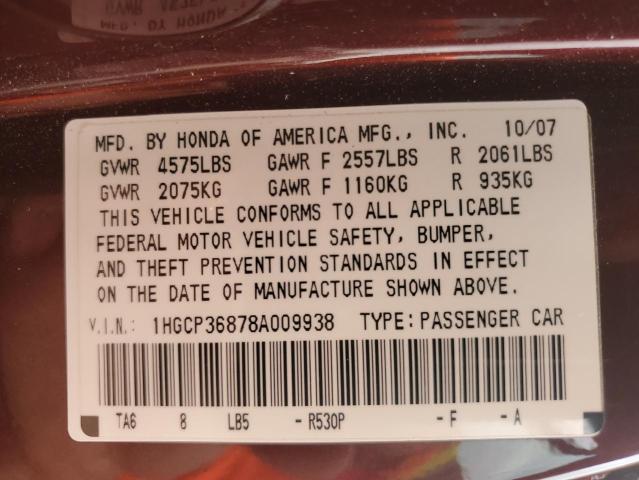 MFD. BY HONDA OF AMERICA MFG., INC. 10/07
GVWR 4575LBS GAWR F 2557LBS R 2061LBS
GVWR 2075KG GAWR F 1160KG R 935KG
THIS VEHICLE CONFORMS TO ALL APPLICABLE
FEDERAL MOTOR VEHICLE SAFETY, BUMPER,
AND THEFT PREVENTION STANDARDS IN EFFECT
ON THE DATE OF MANUFACTURE SHOWN ABOVE.
V.I.N.: 1HGCP36878A009938 TYPE: PASSENGER CAR
TA6 8 LB5 - R530P - F - A